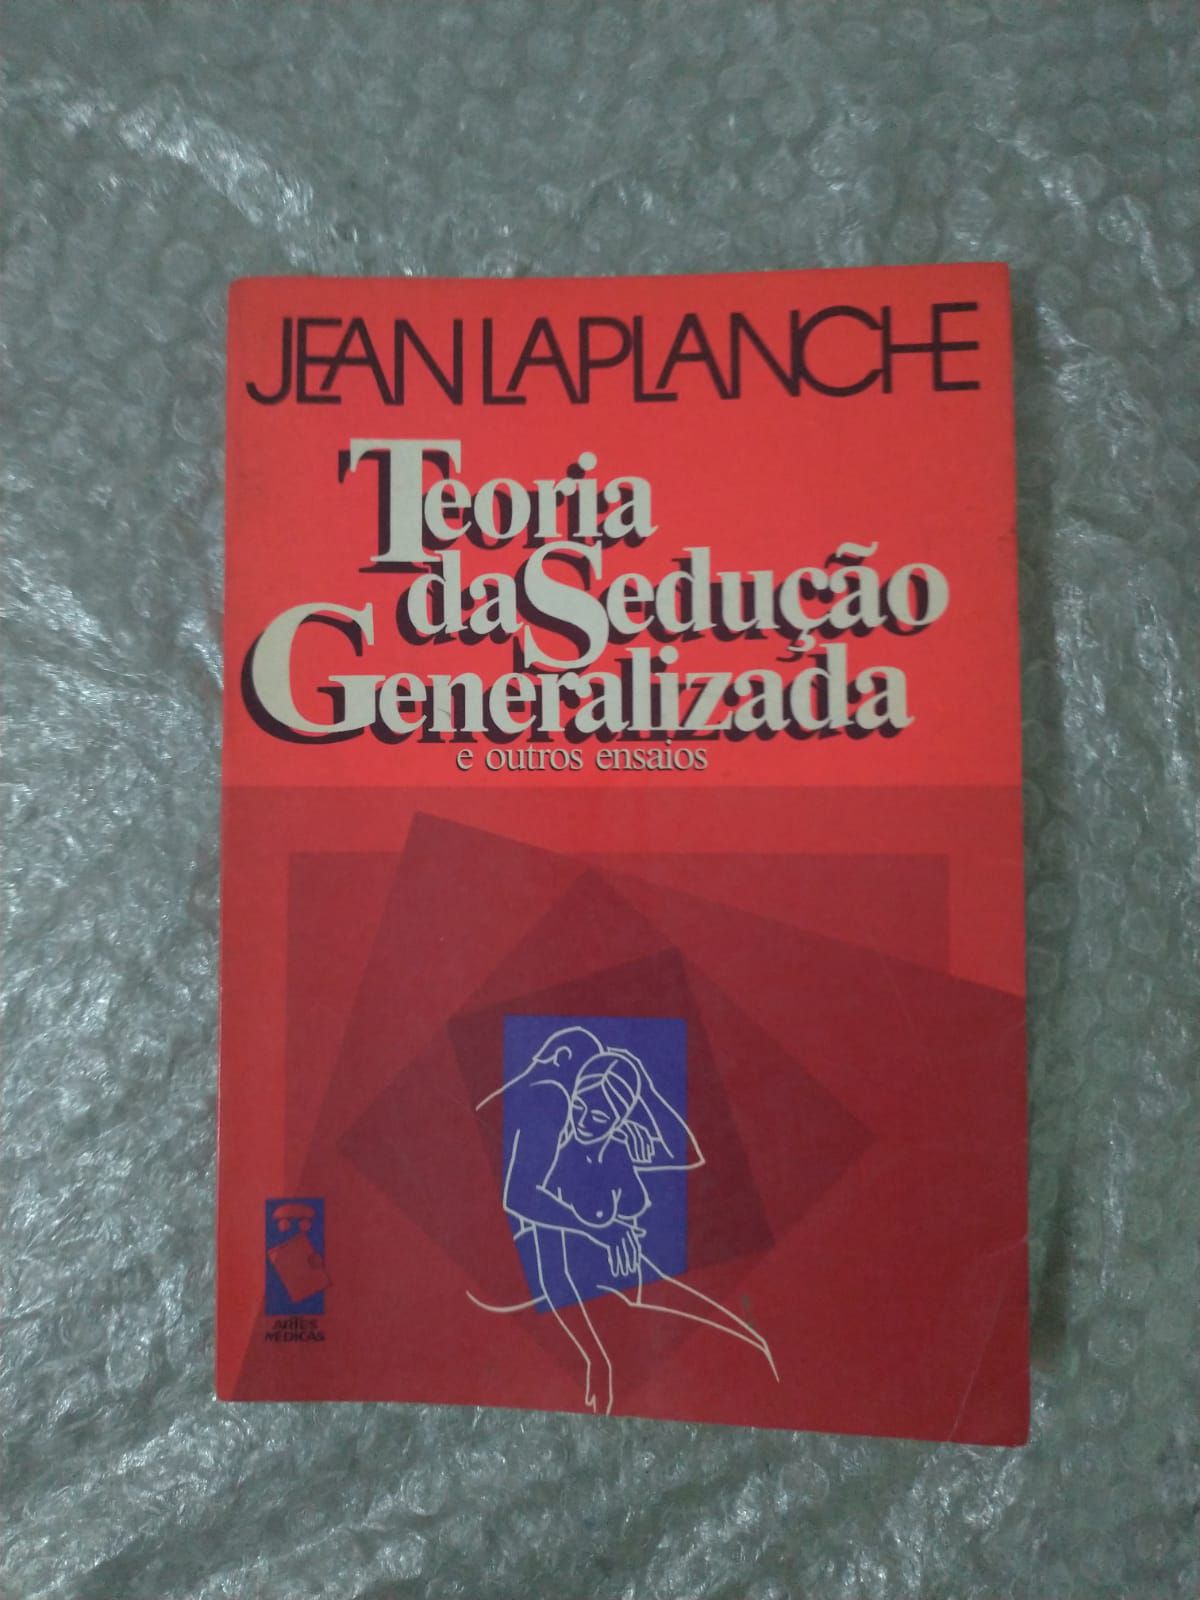 JEAN LAPLANCHE
Teoria
da Sedução
Generalizada
e outros ensaios
ARTES
MÉDICAS